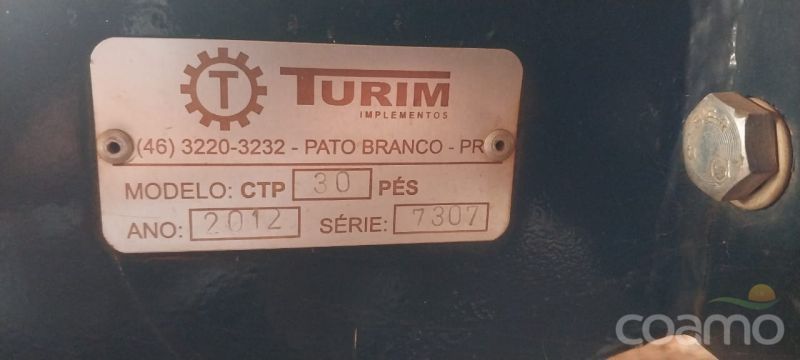 T TURIM
IMPLEMENTOS
(46) 3220-3232 - PATO BRANCO - PR
MODELO: CTP 30 PÉS
ANO: 2012 SÉRIE: 7307
coamo